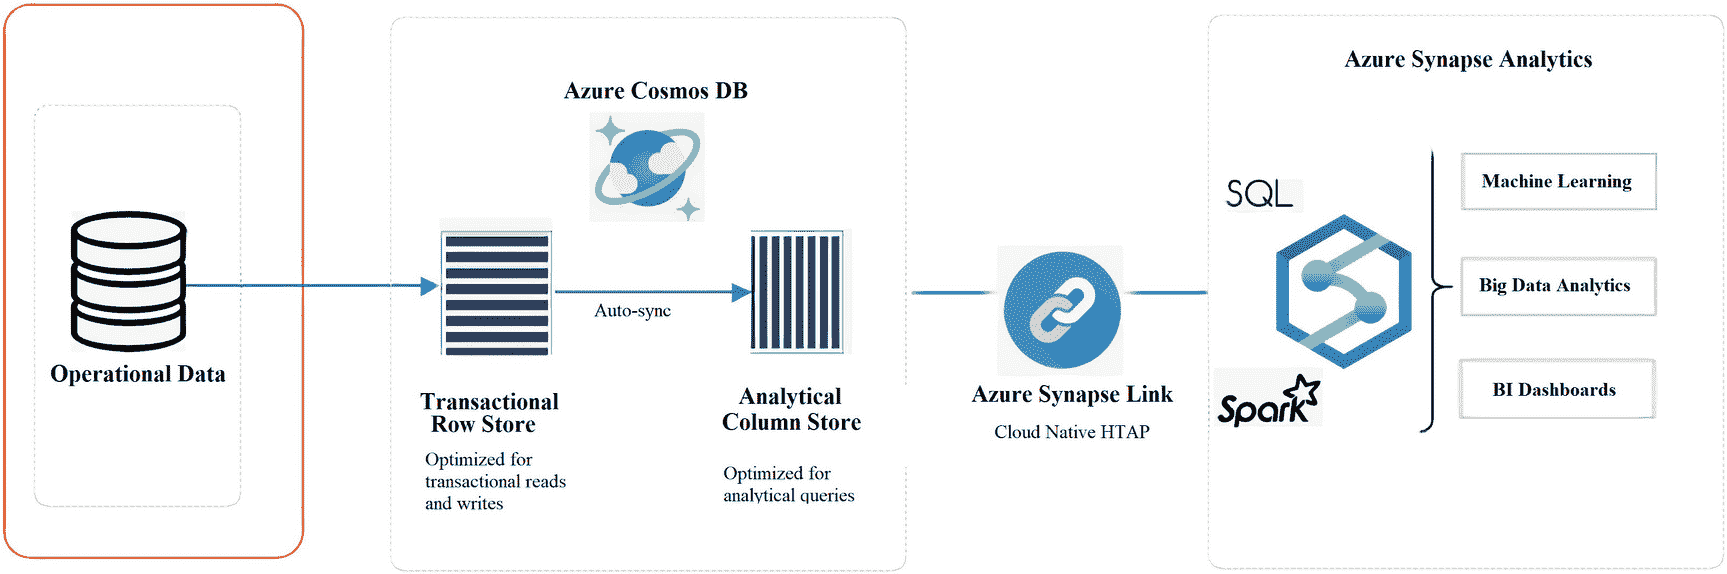 Operational Data
Azure Cosmos DB
Auto-sync
Transactional
Row Store
Optimized for
transactional reads
and writes
Analytical
Column Store
Optimized for
analytical queries
Azure Synapse Link
Cloud Native HTAP
Azure Synapse Analytics
SQL
Spark
Machine Learning
Big Data Analytics
BI Dashboards